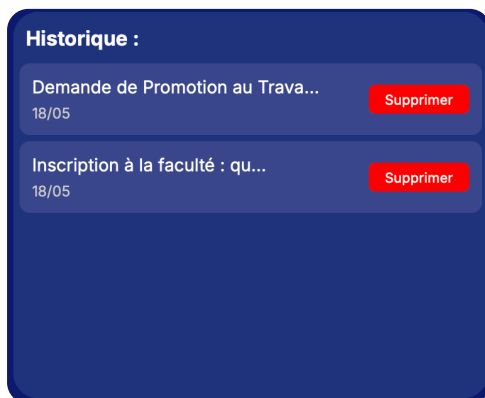 Historique :
Demande de Promotion au Trava...
Supprimer
18/05
Inscription à la faculté : qu...
Supprimer
18/05